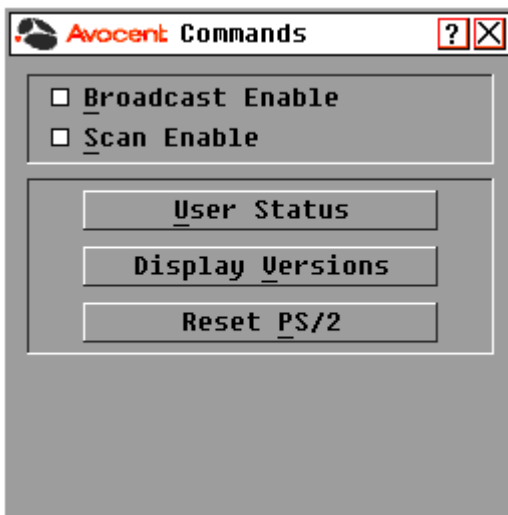 Avocent Commands ? X
Broadcast Enable
Scan Enable
User Status
Display Versions
Reset PS/2